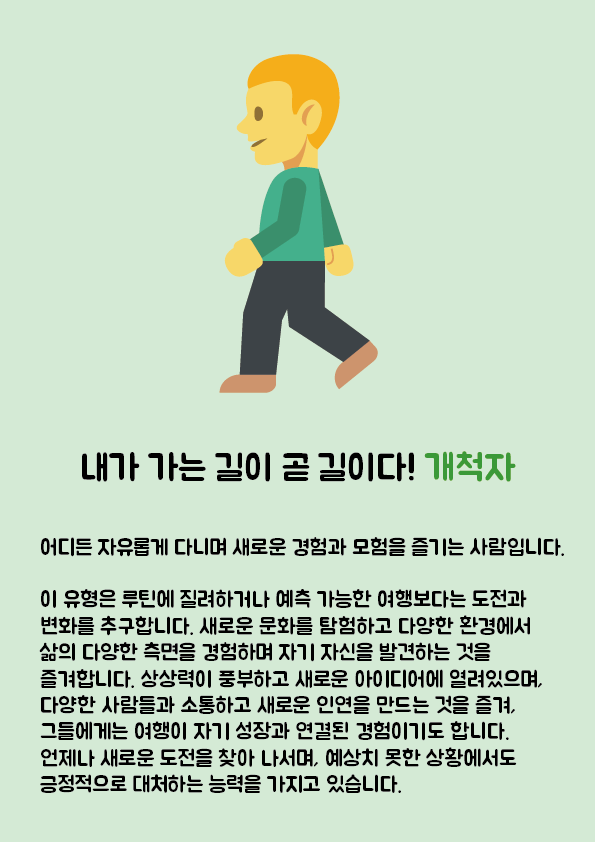 내가 가는 길이 곧 길이다! 개척자
어디든 자유롭게 다니며 새로운 경험과 모험을 즐기는 사람입니다.
이 유형은 루틴에 질려하거나 예측 가능한 여행보다는 도전과
변화를 추구합니다. 새로운 문화를 탐험하고 다양한 환경에서
삶의 다양한 측면을 경험하며 자기 자신을 발견하는 것을
즐겨합니다. 상상력이 풍부하고 새로운 아이디어에 열려있으며,
다양한 사람들과 소통하고 새로운 인연을 만드는 것을 즐겨,
그들에게는 여행이 자기 성장과 연결된 경험이기도 합니다.
언제나 새로운 도전을 찾아 나서며, 예상치 못한 상황에서도
긍정적으로 대처하는 능력을 가지고 있습니다.